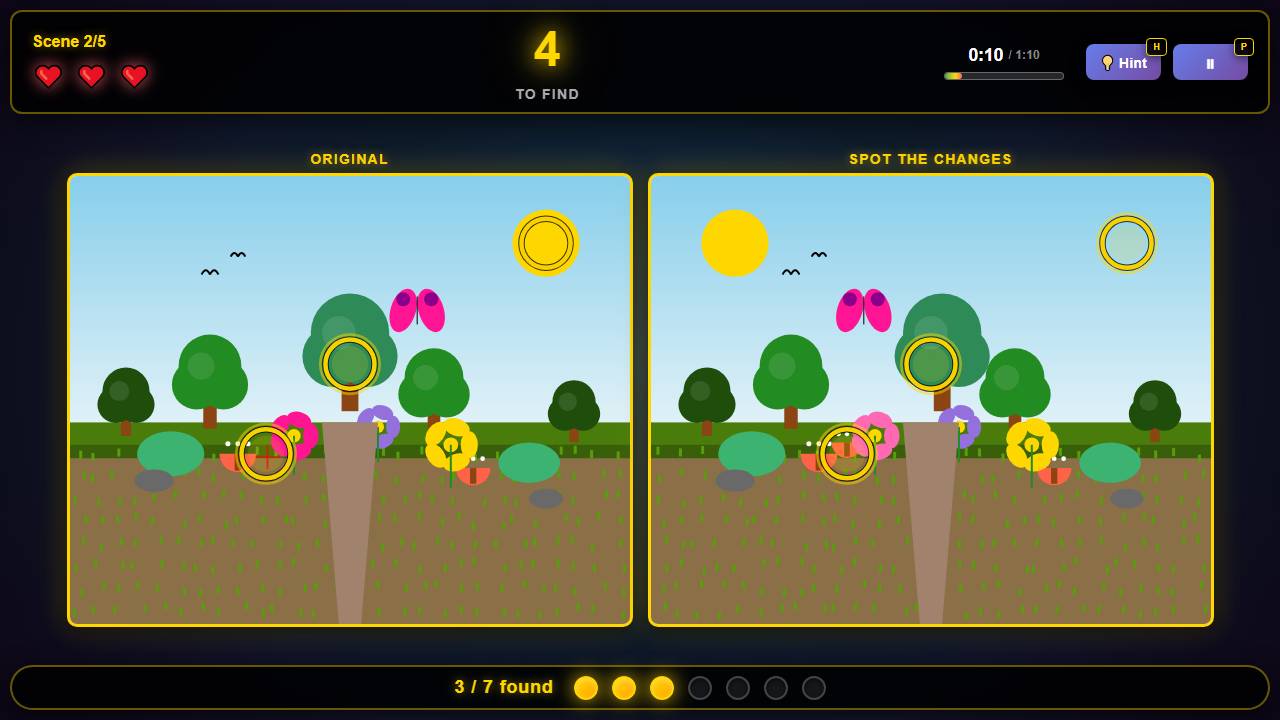 Scene 2/5
4
TO FIND
0:10 / 1:10
H
Hint
P
ORIGINAL
SPOT THE CHANGES
3 / 7 found